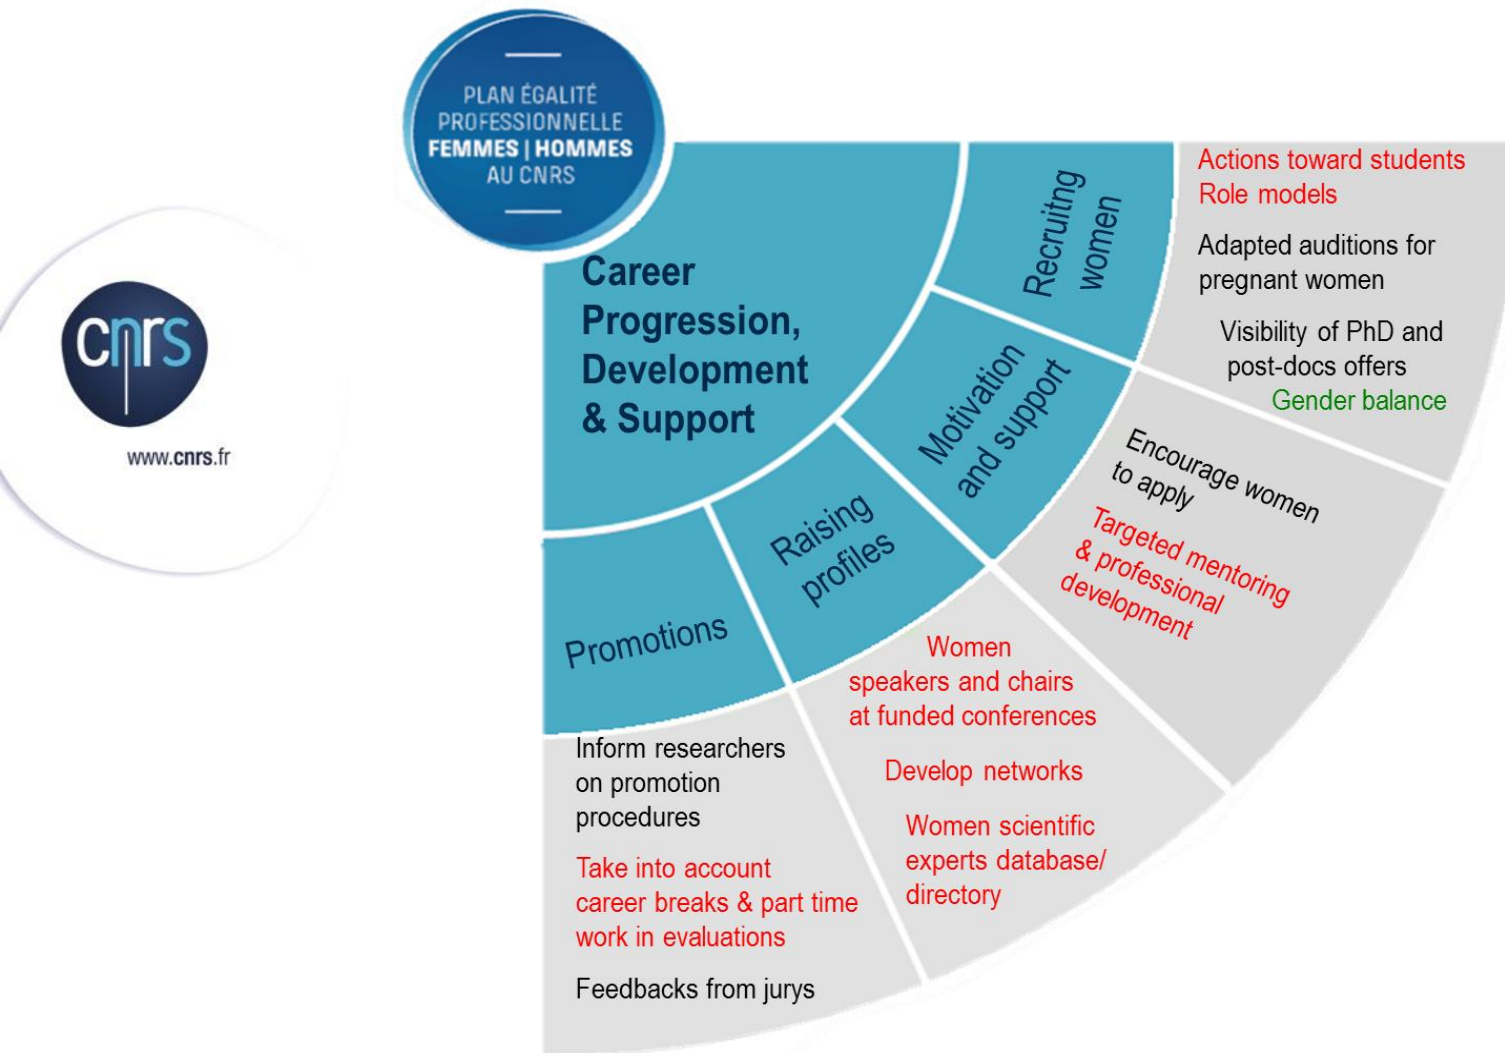 PLAN ÉGALITÉ
PROFESSIONNELLE
FEMMES | HOMMES
AU CNRS
cnrs
www.cnrs.fr
Career
Progression,
Development
& Support
Recruitng
women
Actions toward students
Role models
Adapted auditions for
pregnant women
Visibility of PhD and
post-docs offers
Gender balance
Motivation
and support
Encourage women
to apply
Targeted mentoring
& professional
development
Raising
profiles
Women
speakers and chairs
at funded conferences
Develop networks
Women scientific
experts database/
directory
Promotions
Inform researchers
on promotion
procedures
Take into account
career breaks & part time
work in evaluations
Feedbacks from jurys